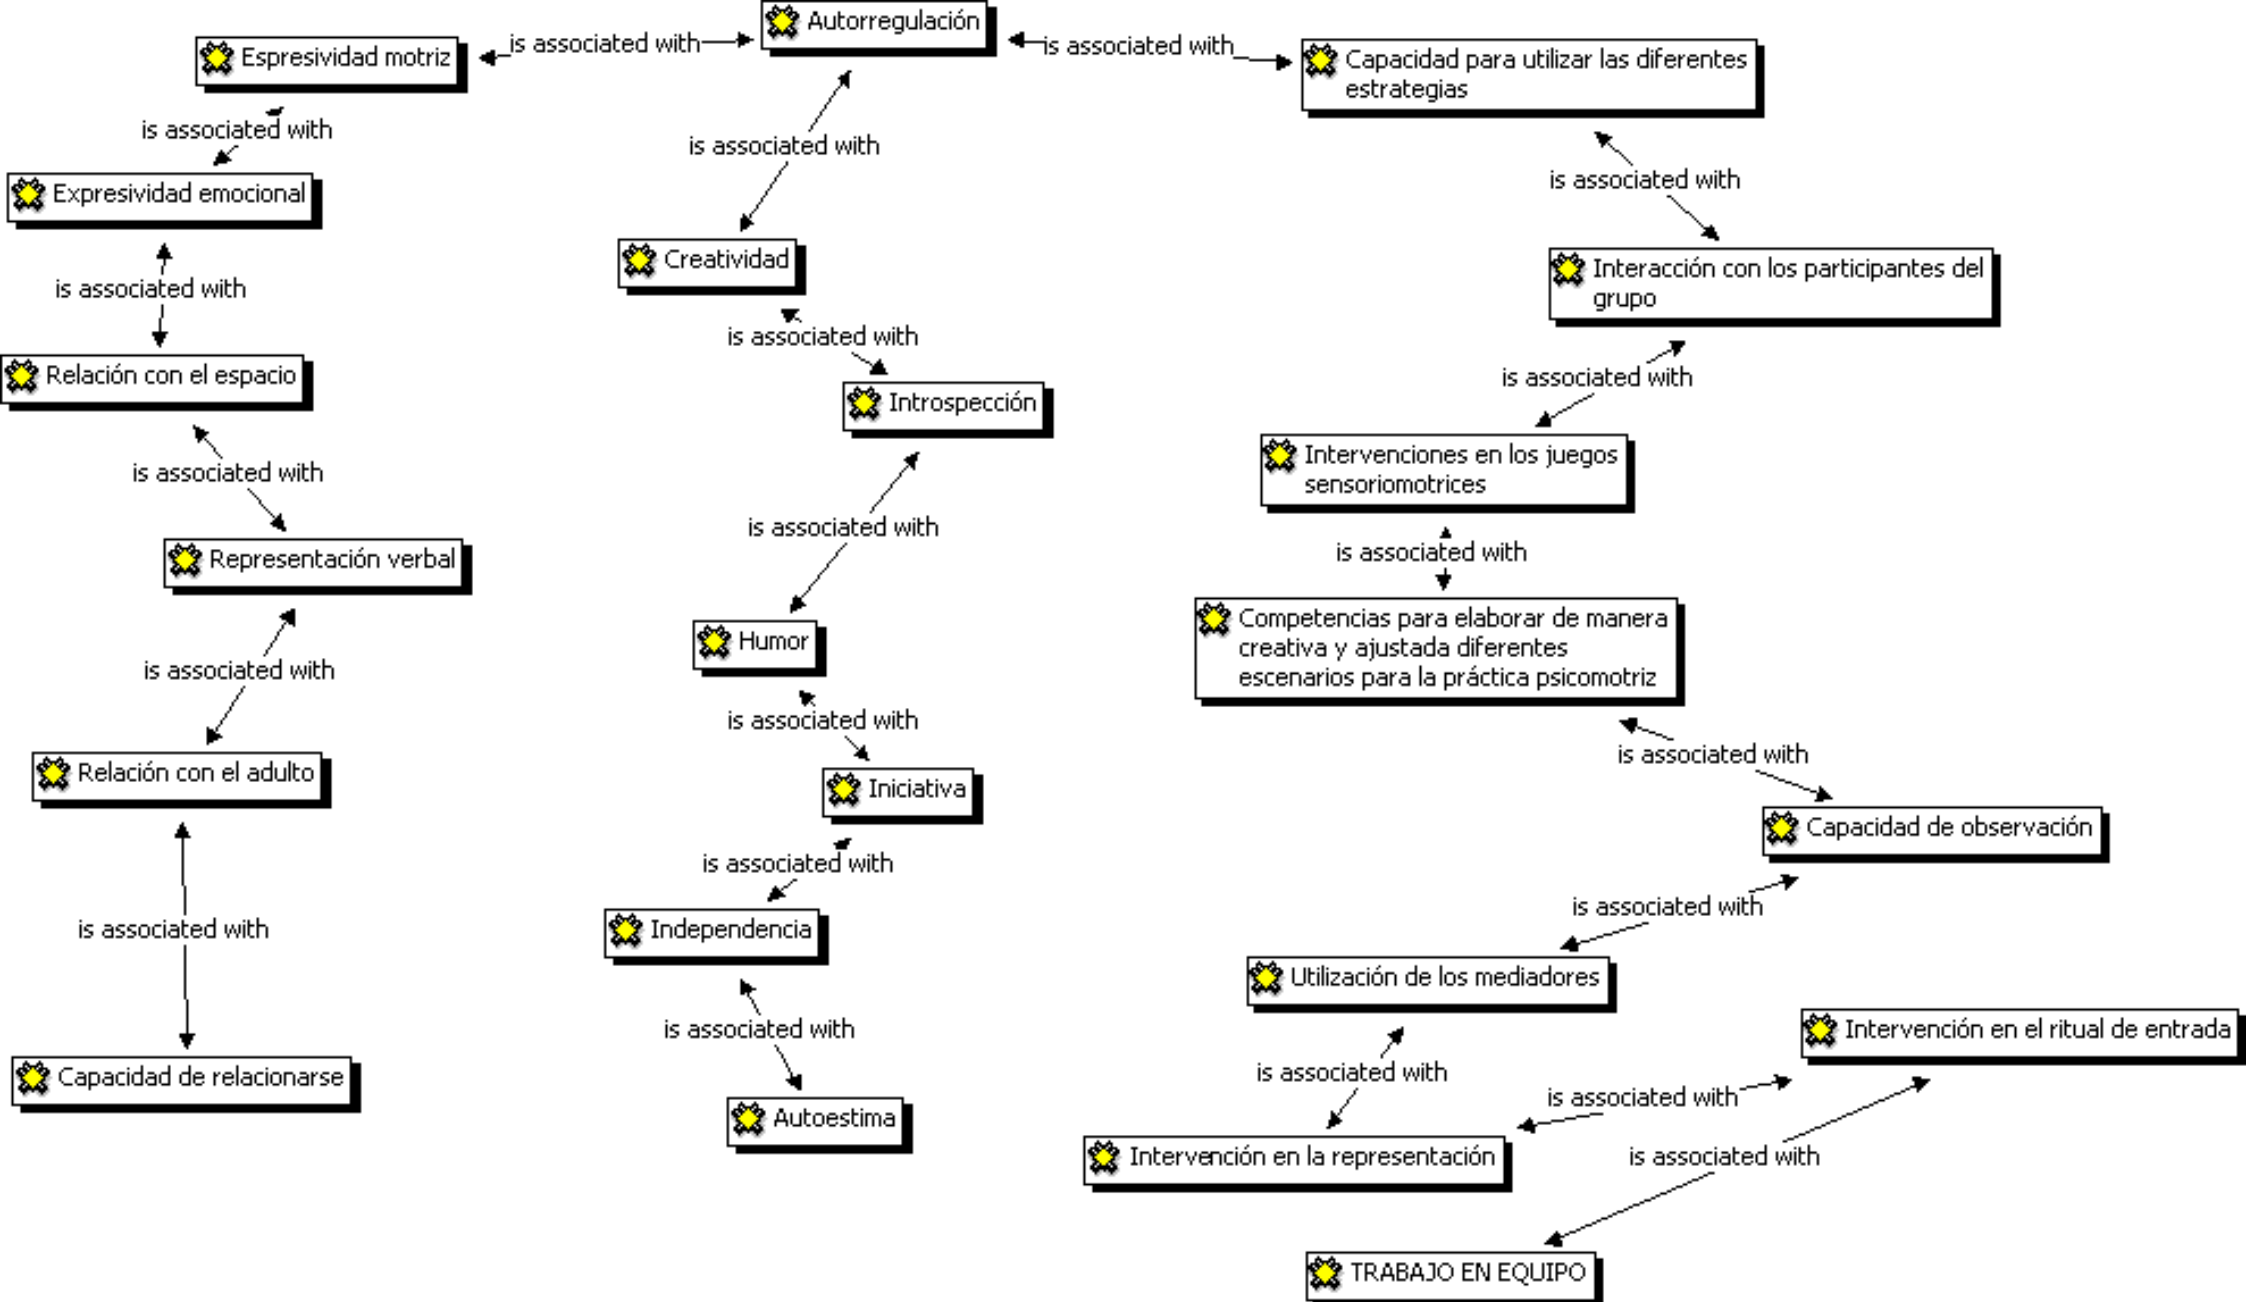 Autorregulación
is associated with
is associated with
Espresividad motriz
Capacidad para utilizar las diferentes
estrategias
is associated with
is associated with
is associated with
Expresividad emocional
Creatividad
Interacción con los participantes del
grupo
is associated with
is associated with
Relación con el espacio
is associated with
Introspección
Intervenciones en los juegos
sensoriomotrices
is associated with
is associated with
is associated with
Representación verbal
Competencias para elaborar de manera
creativa y ajustada diferentes
escenarios para la práctica psicomotriz
Humor
is associated with
is associated with
is associated with
Relación con el adulto
Iniciativa
Capacidad de observación
is associated with
is associated with
is associated with
Independencia
Utilización de los mediadores
is associated with
Intervención en el ritual de entrada
is associated with
Capacidad de relacionarse
is associated with
Autoestima
Intervención en la representación
is associated with
TRABAJO EN EQUIPO